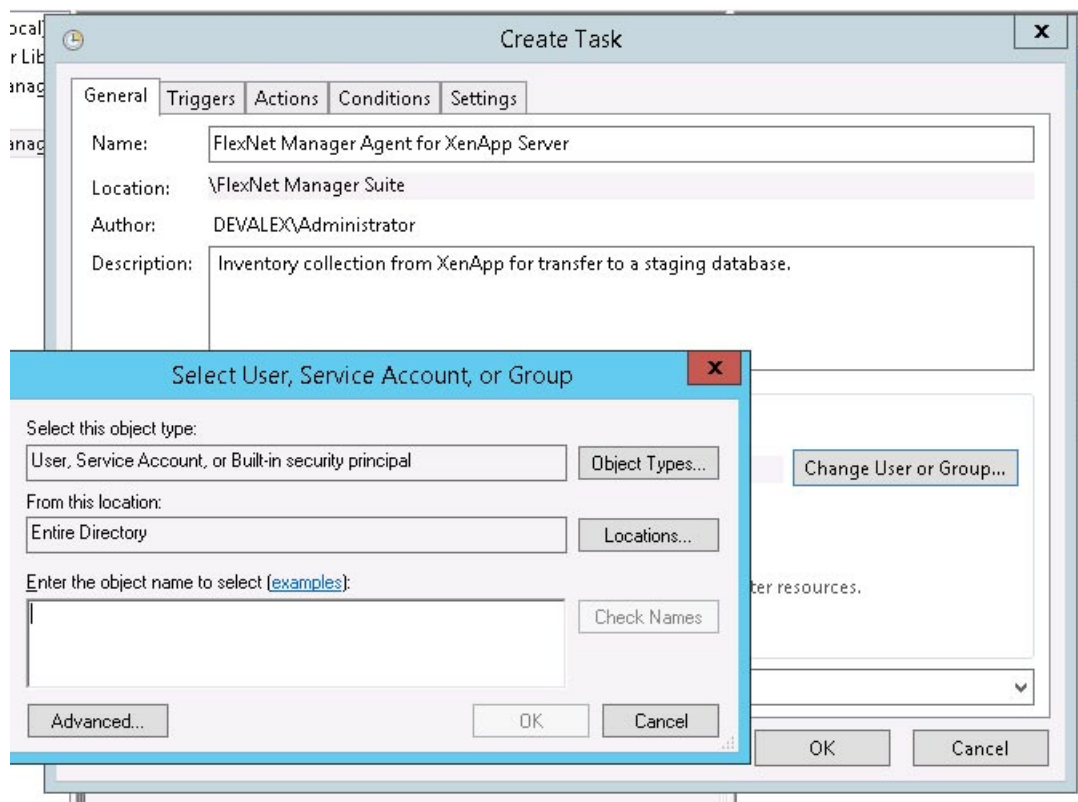 ocal)
r Lib
anag
anag
Create Task
x
General Triggers Actions Conditions Settings
Name: FlexNet Manager Agent for XenApp Server
Location: \FlexNet Manager Suite
Author: DEVALEX\Administrator
Description: Inventory collection from XenApp for transfer to a staging database.
Select User, Service Account, or Group
x
Select this object type:
User, Service Account, or Built-in security principal
Object Types...
From this location:
Entire Directory
Locations...
Enter the object name to select (examples):
Check Names
Advanced...
OK
Cancel
Change User or Group...
ter resources.
OK
Cancel